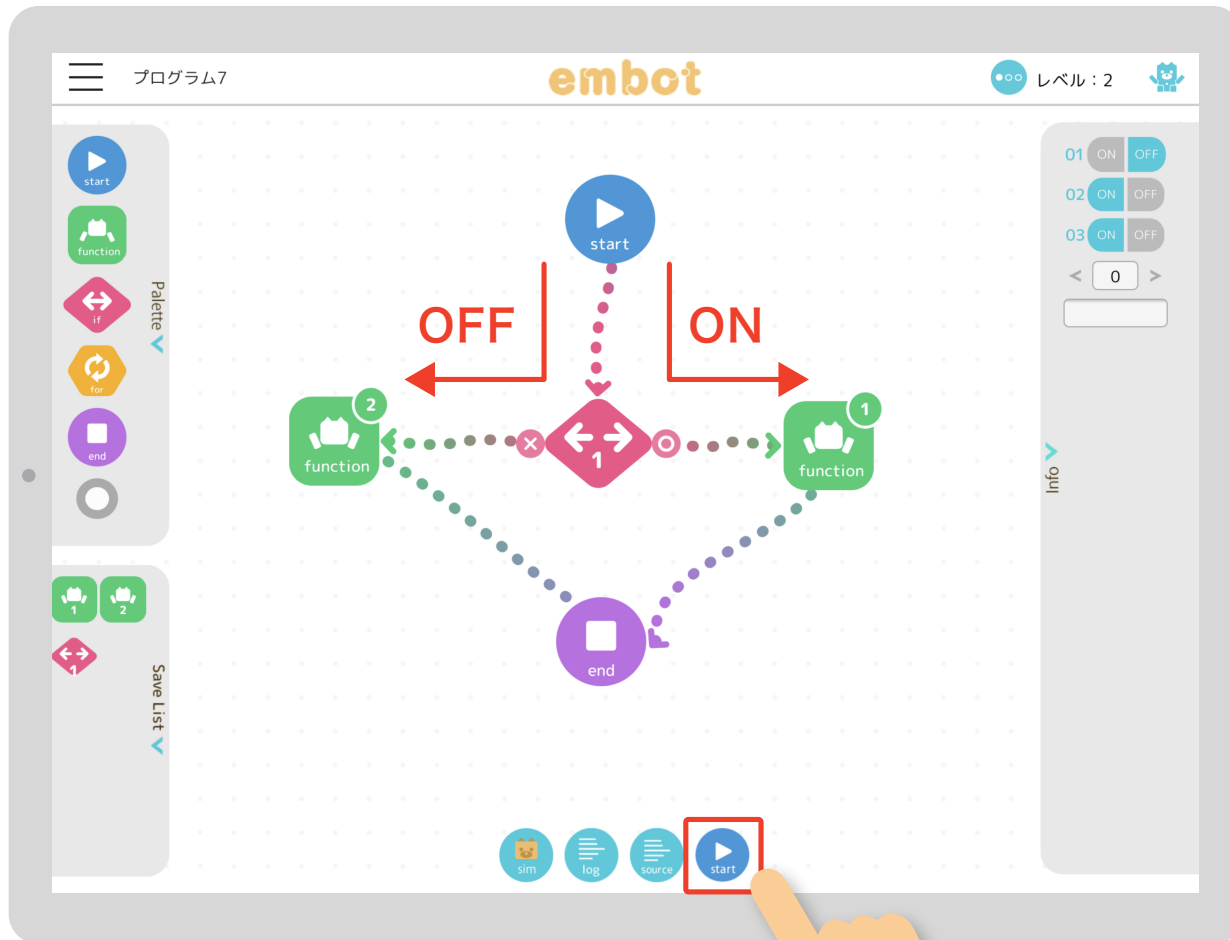 プログラム7
embot
レベル：2
start
function
if
for
end
Palette
1
2
1
Save List
start
OFF
ON
2
function
1
1
function
end
sim
log
source
start
01 ON OFF
02 ON OFF
03 ON OFF
< 0 >
Info